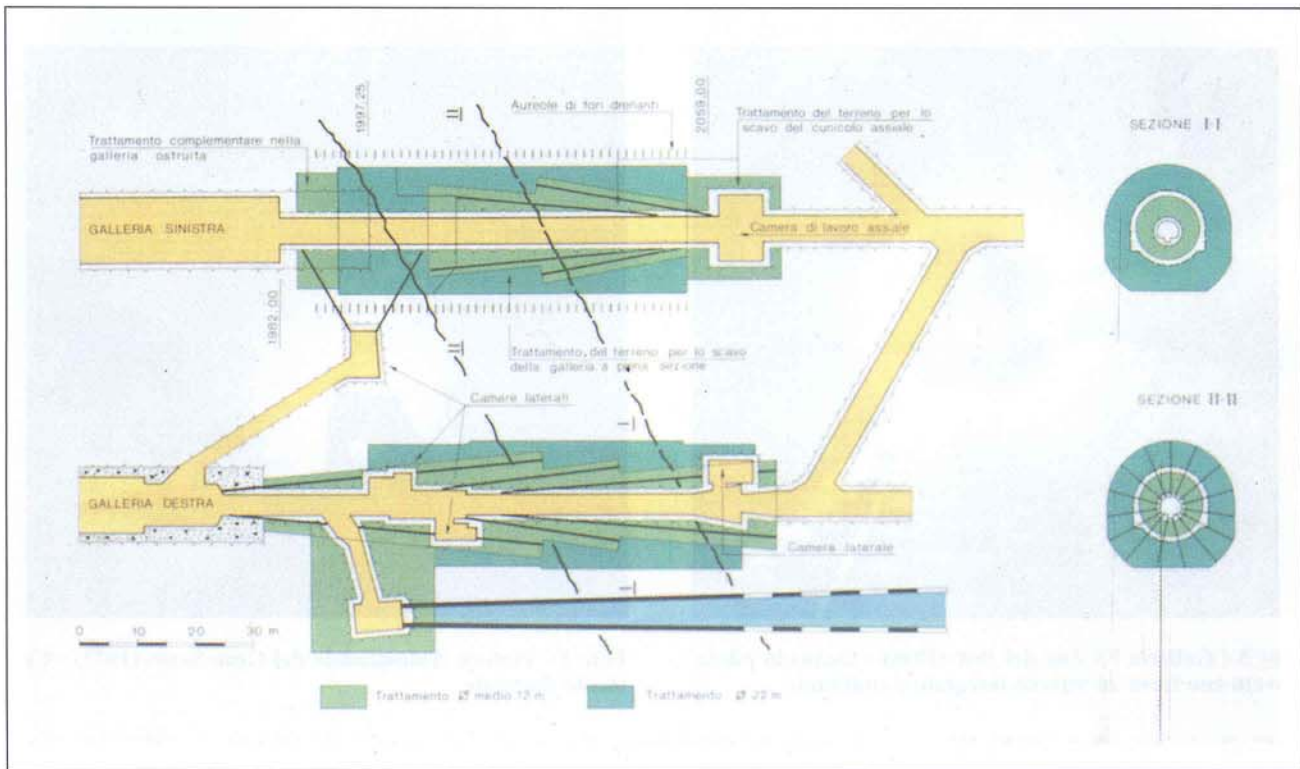 Aureole di fori drenanti
Trattamento del terreno per lo
scavo del cunicolo assiale
1997.25
II
2059.00
SEZIONE I-I
Trattamento complementare nella
galleria ostruita
GALLERIA SINISTRA
Camera di lavoro assiale
1982.00
II
Trattamento del terreno per lo scavo
della galleria a piena sezione
Camere laterali
SEZIONE II-II
I
GALLERIA DESTRA
Camera laterale
I
0 10 20 30 m
Trattamento Ø medio 12 m
Trattamento Ø 22 m